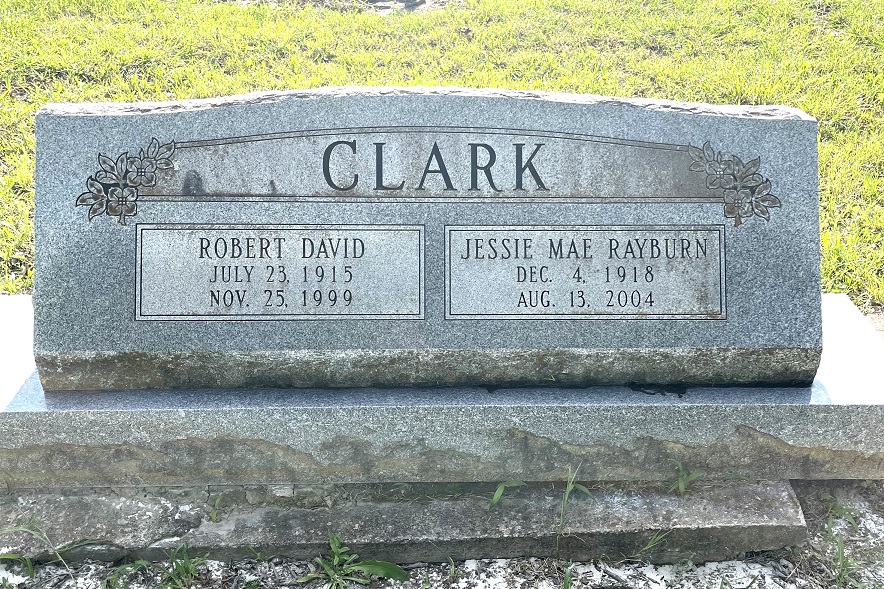 CLARK
ROBERT DAVID
JULY 23, 1915
NOV. 25, 1999
JESSIE MAE RAYBURN
DEC. 4, 1918
AUG. 13, 2004